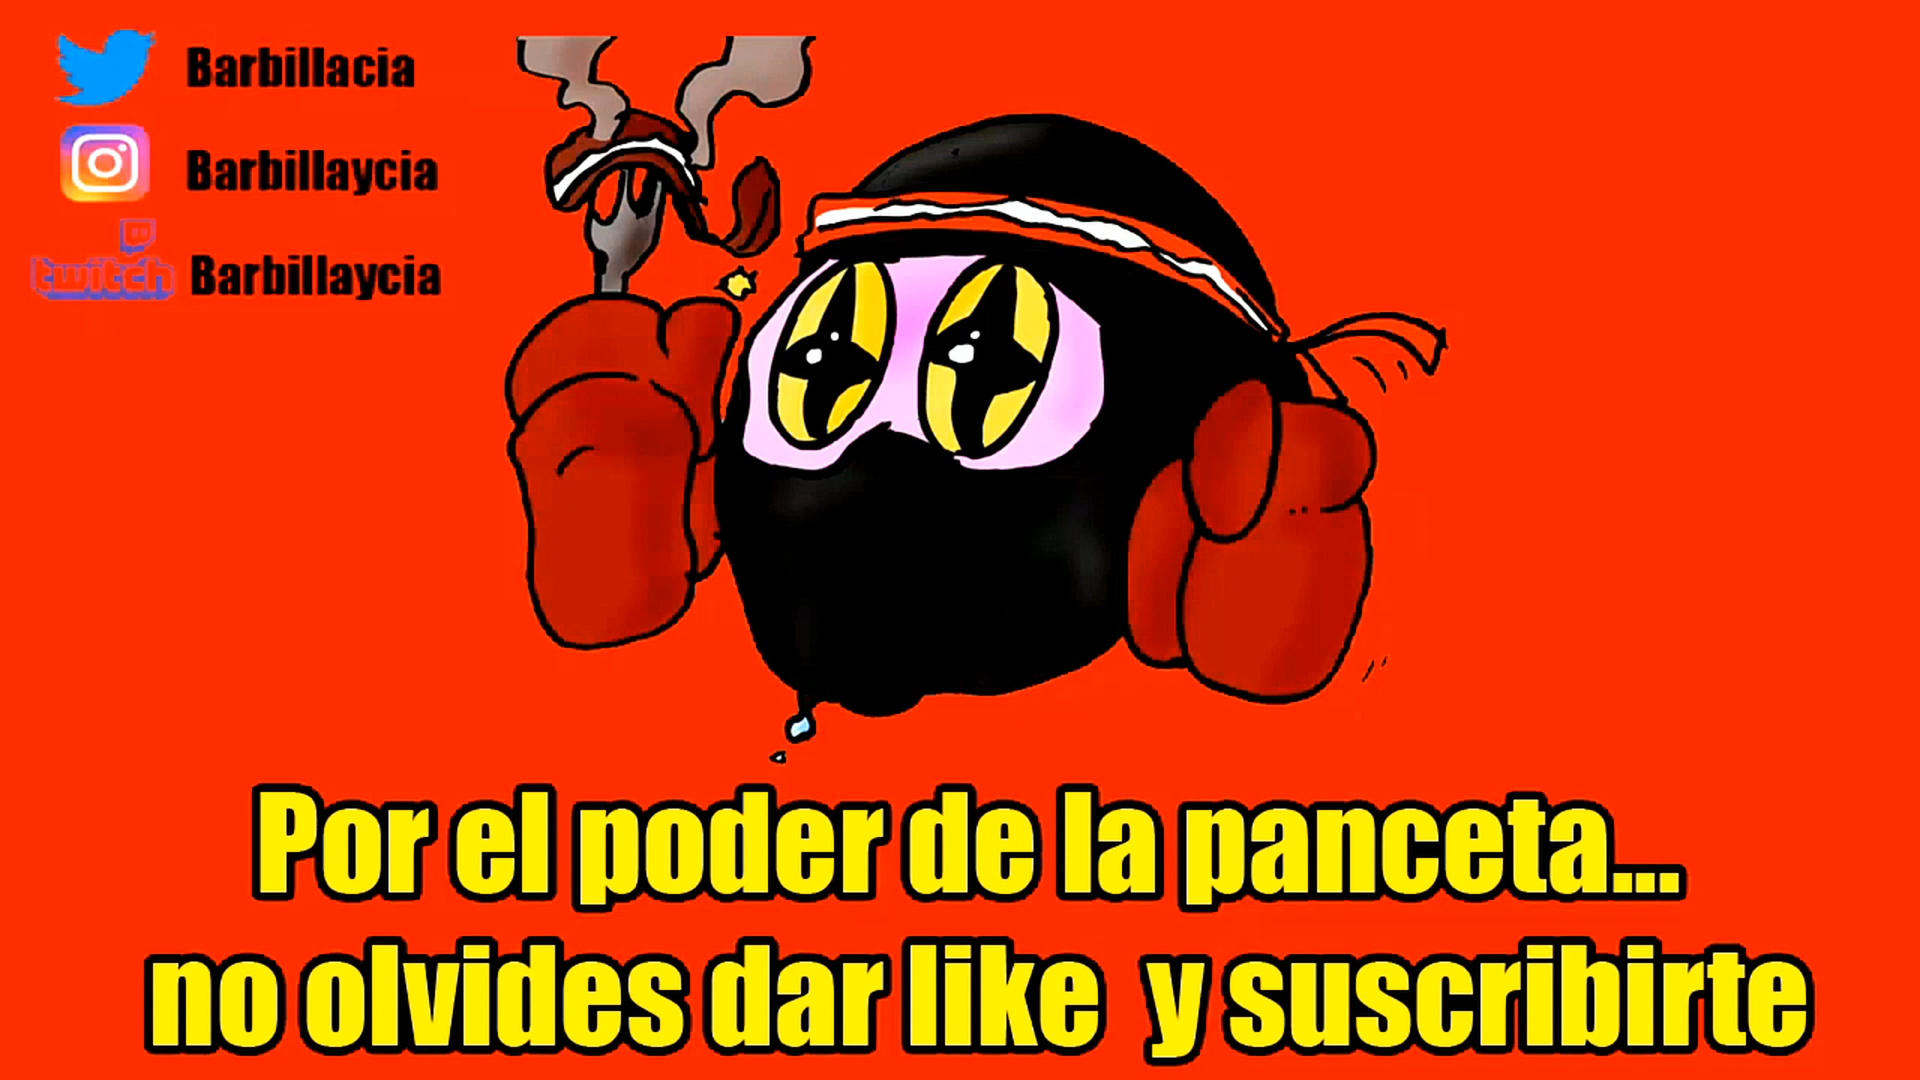 Barbillacia
Barbillaycia
twitch Barbillaycia
Por el poder de la panceta...
no olvides dar like y suscribirte